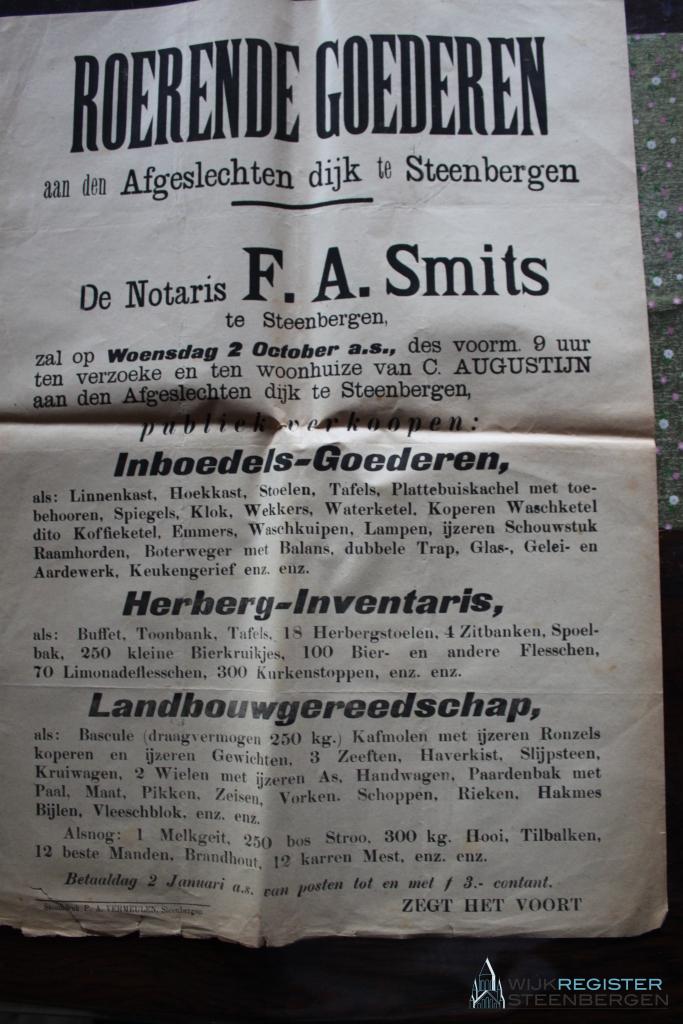 ROERENDE GOEDEREN
aan den Afgeslechten dijk te Steenbergen
De Notaris F. A. Smits
te Steenbergen,
zal op Woensdag 2 October a.s., des voorm. 9 uur
ten verzoeke en ten woonhuize van C. AUGUSTIJN
aan den Afgeslechten dijk te Steenbergen,
publiek verkoopen:
Inboedels-Goederen,
als: Linnenkast, Hoekkast, Stoelen, Tafels, Plattebuiskachel met toe-
behooren, Spiegels, Klok, Wekkers, Waterketel, Koperen Waschketel
dito Koffieketel, Emmers, Waschkuipen, Lampen, ijzeren Schouwstuk
Raamhorden, Boterweger met Balans, dubbele Trap, Glas-, Gelei- en
Aardewerk, Keukengerief enz. enz.
Herberg-Inventaris,
als: Buffet, Toonbank, Tafels, 18 Herbergstoelen, 4 Zitbanken, Spoel-
bak, 250 kleine Bierkruikjes, 100 Bier- en andere Flesschen,
70 Limonadeflesschen, 300 Kurkenstoppen, enz. enz.
Landbouwgereedschap,
als: Bascule (draagvermogen 250 kg.) Kafmolen met ijzeren Ronzels
koperen en ijzeren Gewichten, 3 Zeeften, Haverkist, Slijpsteen,
Kruiwagen, 2 Wielen met ijzeren As, Handwagen, Paardenbak met
Paal, Maat, Pikken, Zeisen, Vorken, Schoppen, Rieken, Hakmes
Bijlen, Vleeschblok, enz. enz.
Alsnog: 1 Melkgeit, 250 bos Stroo, 300 kg. Hooi, Tilbalken,
12 beste Manden, Brandhout, 12 karren Mest, enz. enz.
Betaaldag 2 Januari a.s. van posten tot en met f 3.- contant.
ZEGT HET VOORT
Stoomdruk P. A. VERMEULEN, Steenbergen
WIJKREGISTER
STEENBERGEN